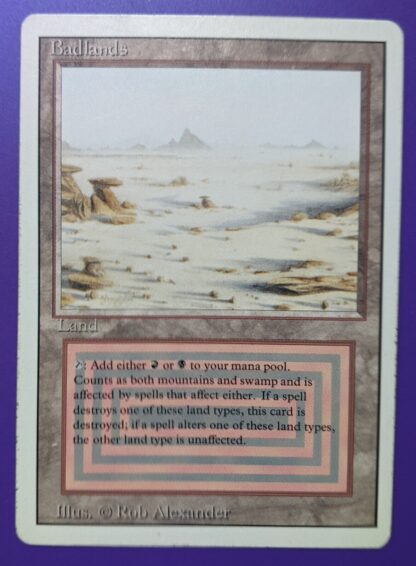 Badlands
Land
: Add either or to your mana pool.
Counts as both mountains and swamp and is
affected by spells that affect either. If a spell
destroys one of these land types, this card is
destroyed; if a spell alters one of these land types,
the other land type is unaffected.
Illus. © Rob Alexander